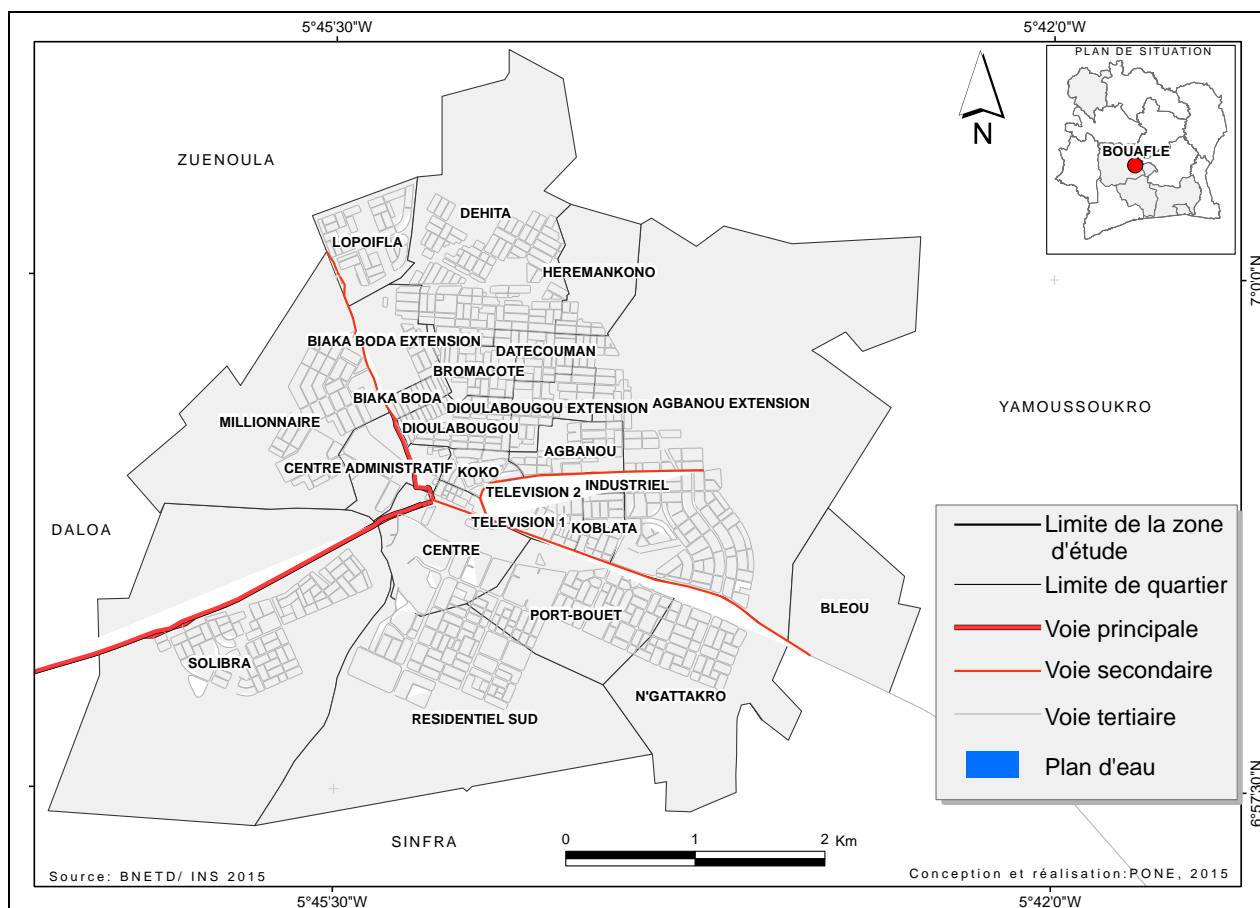 5°45'30"W
5°42'0"W
PLAN DE SITUATION
BOUAFLE
N
ZUENOULA
DEHITA
LOPOIFLA
HEREMANKONO
7°0'0"N
BIAKA BODA EXTENSION
DATECOUMAN
BROMACOTE
BIAKA BODA
DIOULABOUGOU EXTENSION
AGBANOU EXTENSION
YAMOUSSOUKRO
MILLIONNAIRE
DIOULABOUGOU
AGBANOU
CENTRE ADMINISTRATIF
KOKO
TELEVISION 2
INDUSTRIEL
DALOA
TELEVISION 1
KOBLATA
CENTRE
BLEOU
PORT-BOUET
SOLIBRA
N'GATTAKRO
RESIDENTIEL SUD
Limite de la zone
d'étude
Limite de quartier
Voie principale
Voie secondaire
Voie tertiaire
Plan d'eau
6°57'30"N
SINFRA
0 1 2 Km
Source: BNETD/ INS 2015
Conception et réalisation:PONE, 2015
5°45'30"W
5°42'0"W